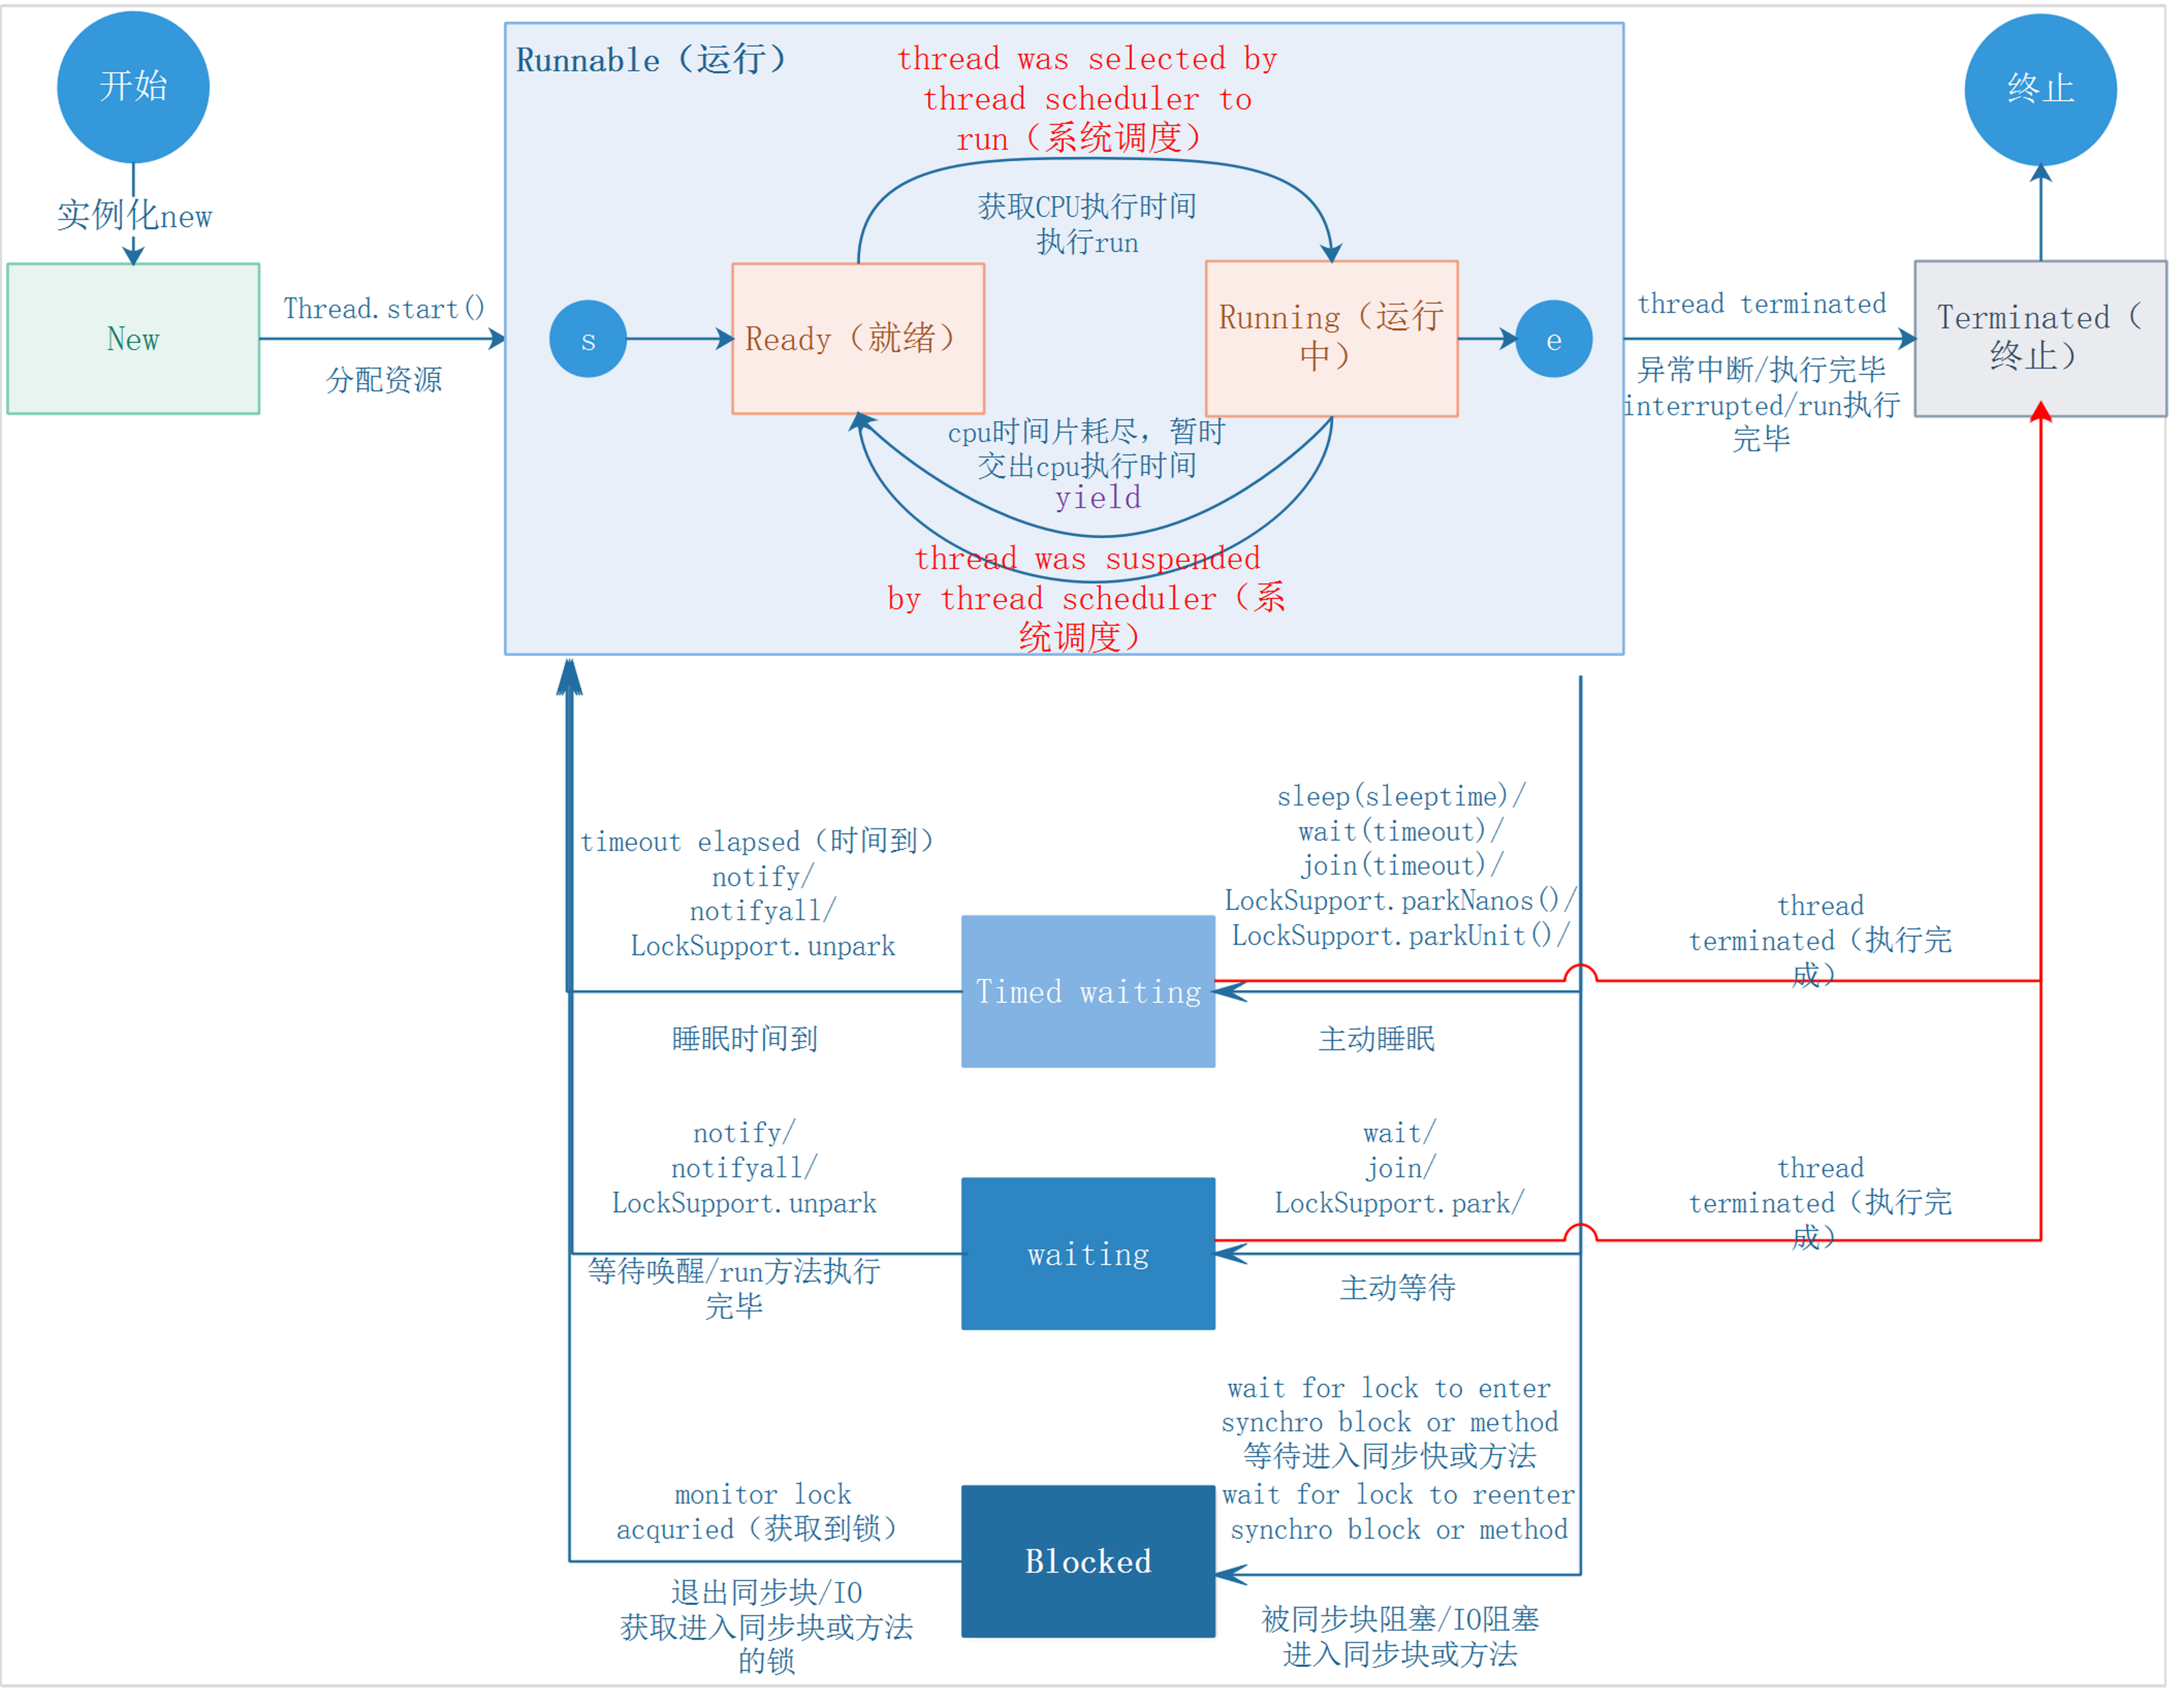 开始
实例化new
New
Thread.start()
分配资源
Runnable（运行）
thread was selected by
thread scheduler to
run（系统调度）
获取CPU执行时间
执行run
s
Ready（就绪）
Running（运行
中）
e
cpu时间片耗尽，暂时
交出cpu执行时间
yield
thread was suspended
by thread scheduler（系
统调度）
thread terminated
异常中断/执行完毕
interrupted/run执行
完毕
终止
Terminated（
终止）
timeout elapsed（时间到）
notify/
notifyall/
LockSupport.unpark
睡眠时间到
Timed waiting
sleep(sleeptime)/
wait(timeout)/
join(timeout)/
LockSupport.parkNanos()/
LockSupport.parkUnit()/
主动睡眠
thread
terminated（执行完
成）
notify/
notifyall/
LockSupport.unpark
等待唤醒/run方法执行
完毕
waiting
wait/
join/
LockSupport.park/
主动等待
thread
terminated（执行完
成）
monitor lock
acquried（获取到锁）
退出同步块/IO
获取进入同步块或方法
的锁
Blocked
wait for lock to enter
synchro block or method
等待进入同步快或方法
wait for lock to reenter
synchro block or method
被同步块阻塞/IO阻塞
进入同步块或方法